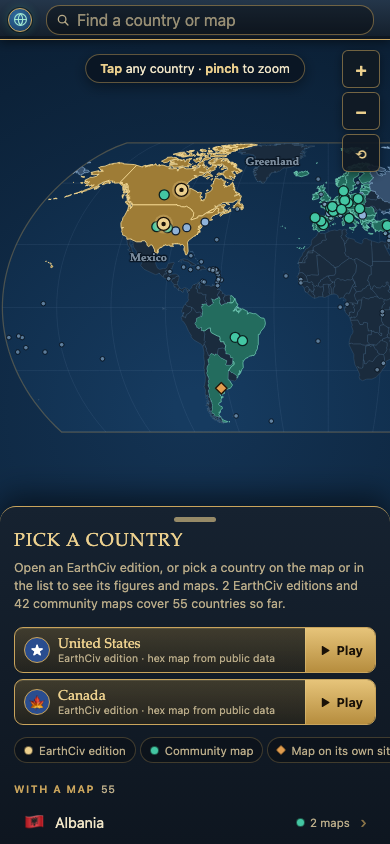 Find a country or map
Tap any country · pinch to zoom
+
−
Greenland
Mexico
PICK A COUNTRY
Open an EarthCiv edition, or pick a country on the map or in
the list to see its figures and maps. 2 EarthCiv editions and
42 community maps cover 55 countries so far.
United States
EarthCiv edition · hex map from public data
Play
Canada
EarthCiv edition · hex map from public data
Play
EarthCiv edition
Community map
Map on its own sit
WITH A MAP 55
Albania
2 maps